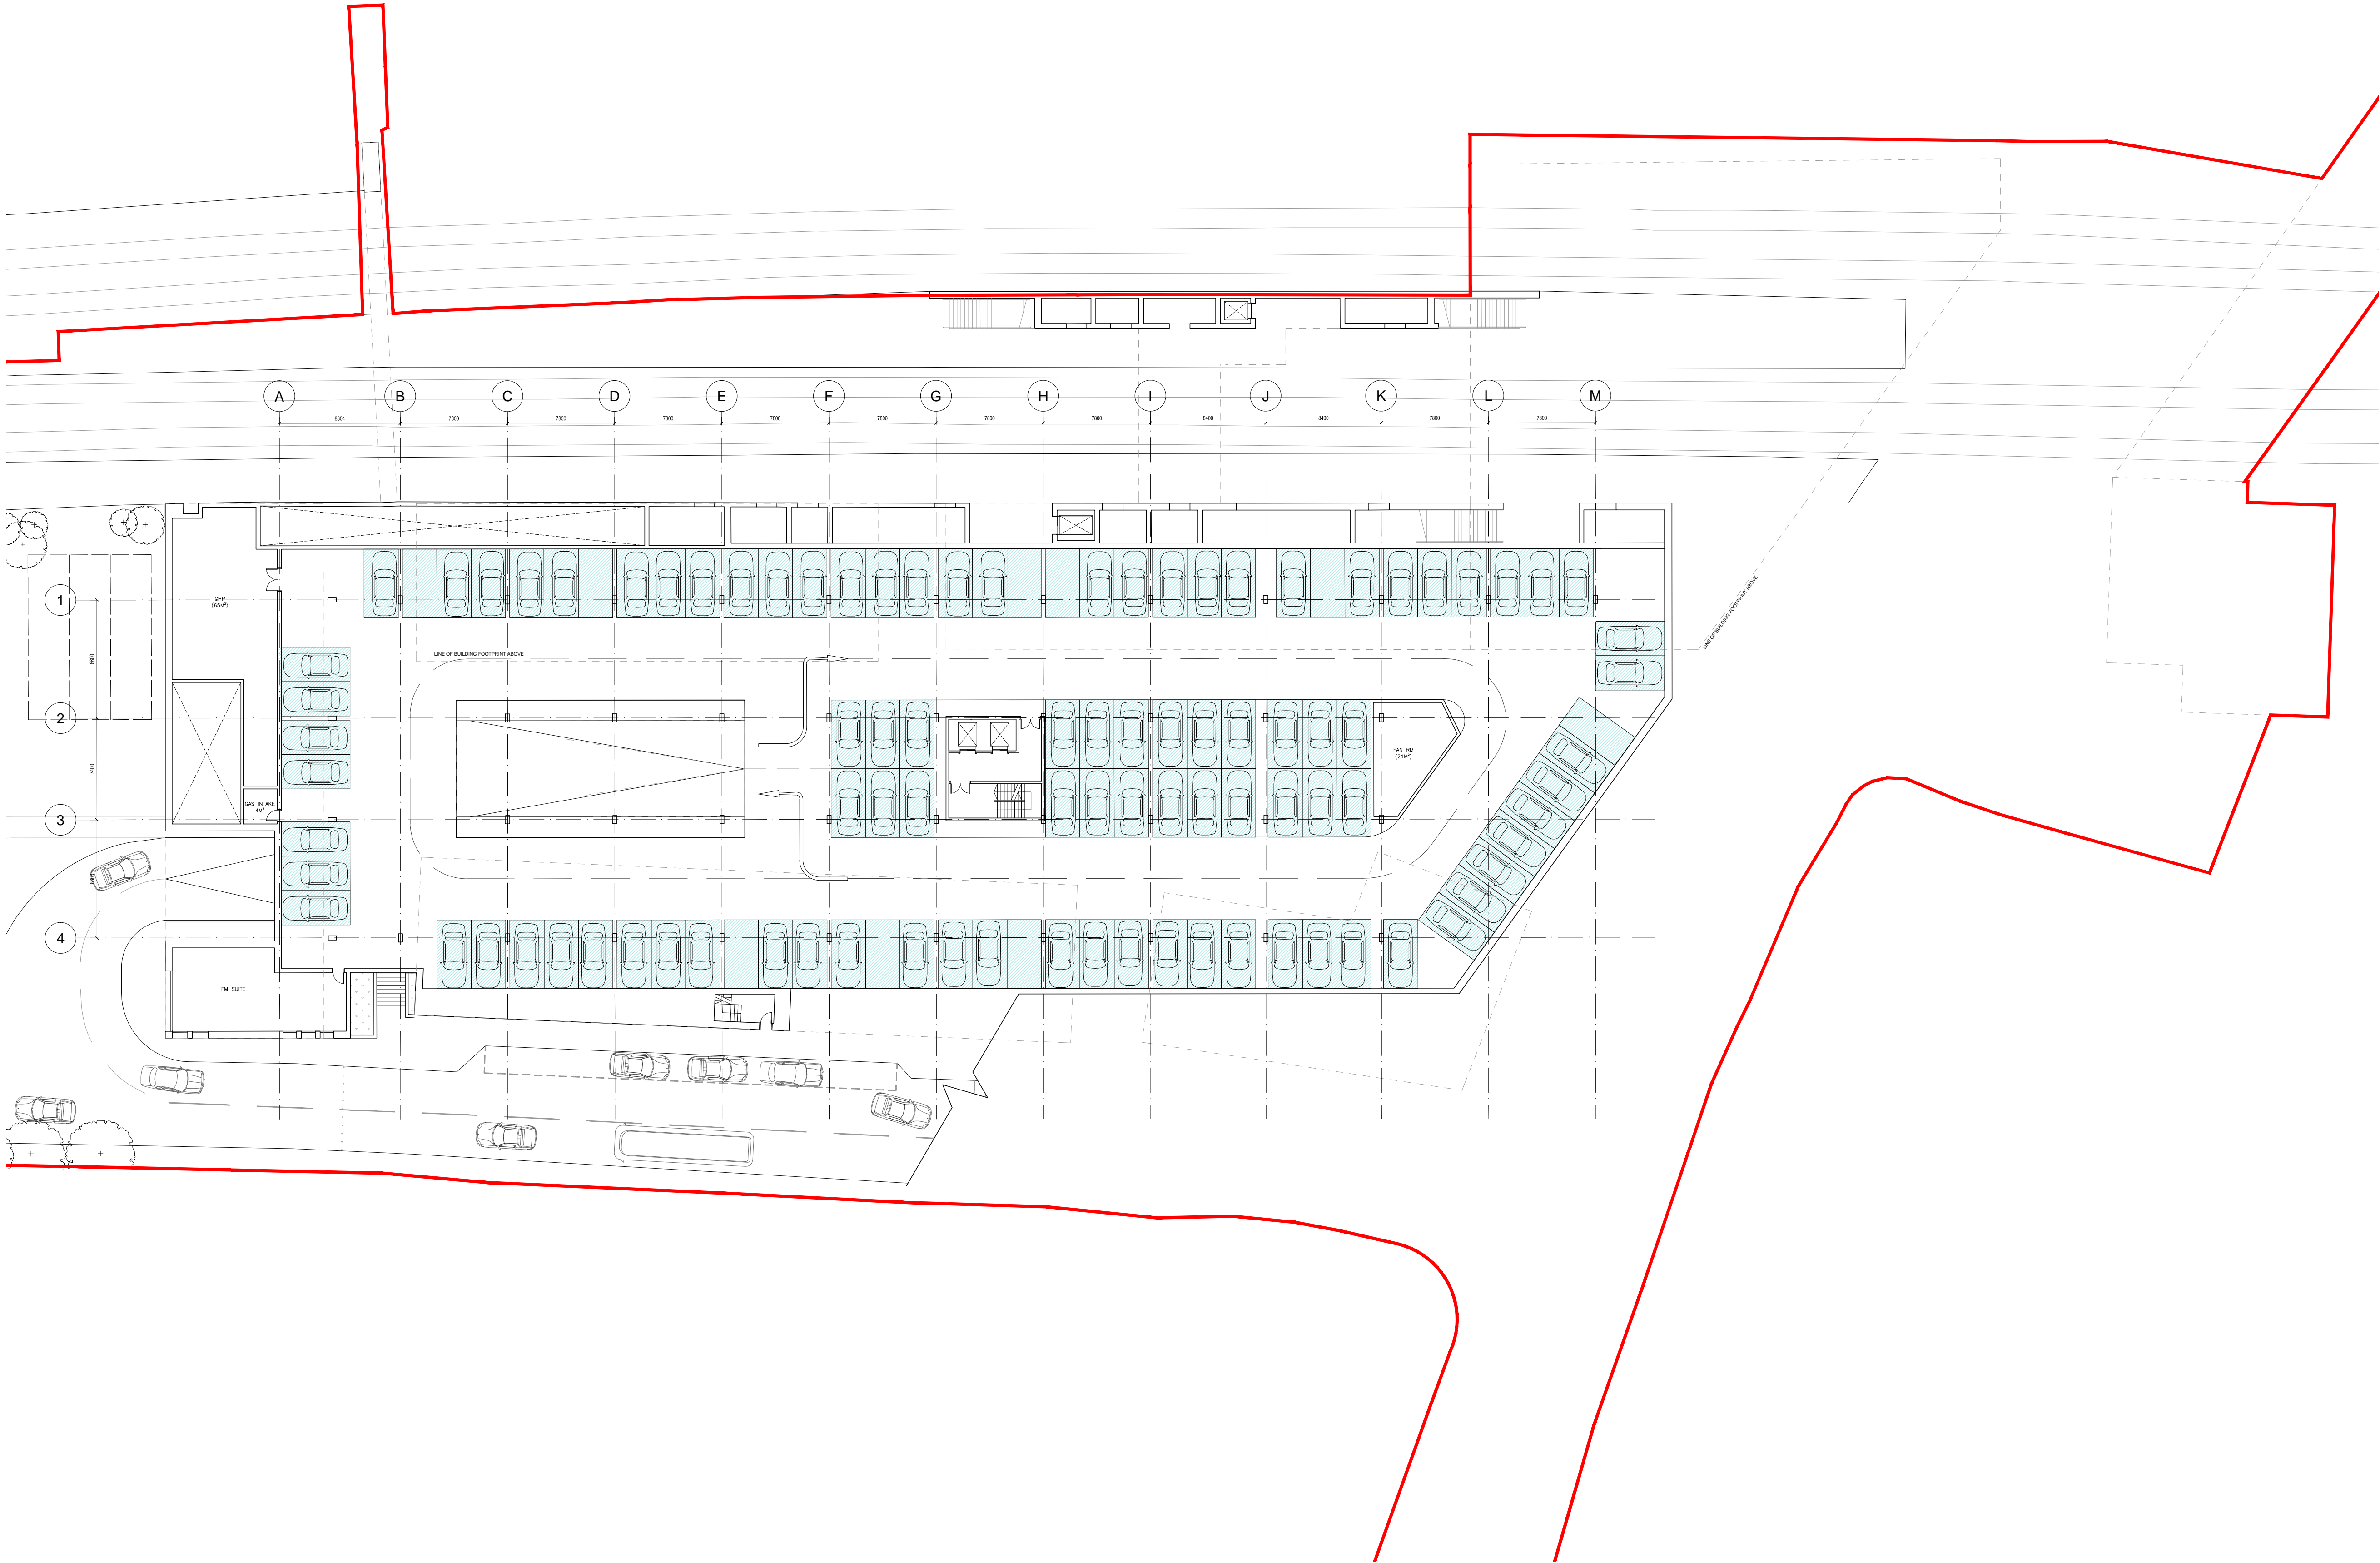 A B C D E F G H I J K L M
8804 7800 7800 7800 7800 7800 7800 7800 8400 8400 7800 7800
1
CHP
(65M²)
8600
LINE OF BUILDING FOOTPRINT ABOVE
LINE OF BUILDING FOOTPRINT ABOVE
2
FAN RM
(21M²)
7400
GAS INTAKE
4M²
3
4
FM SUITE